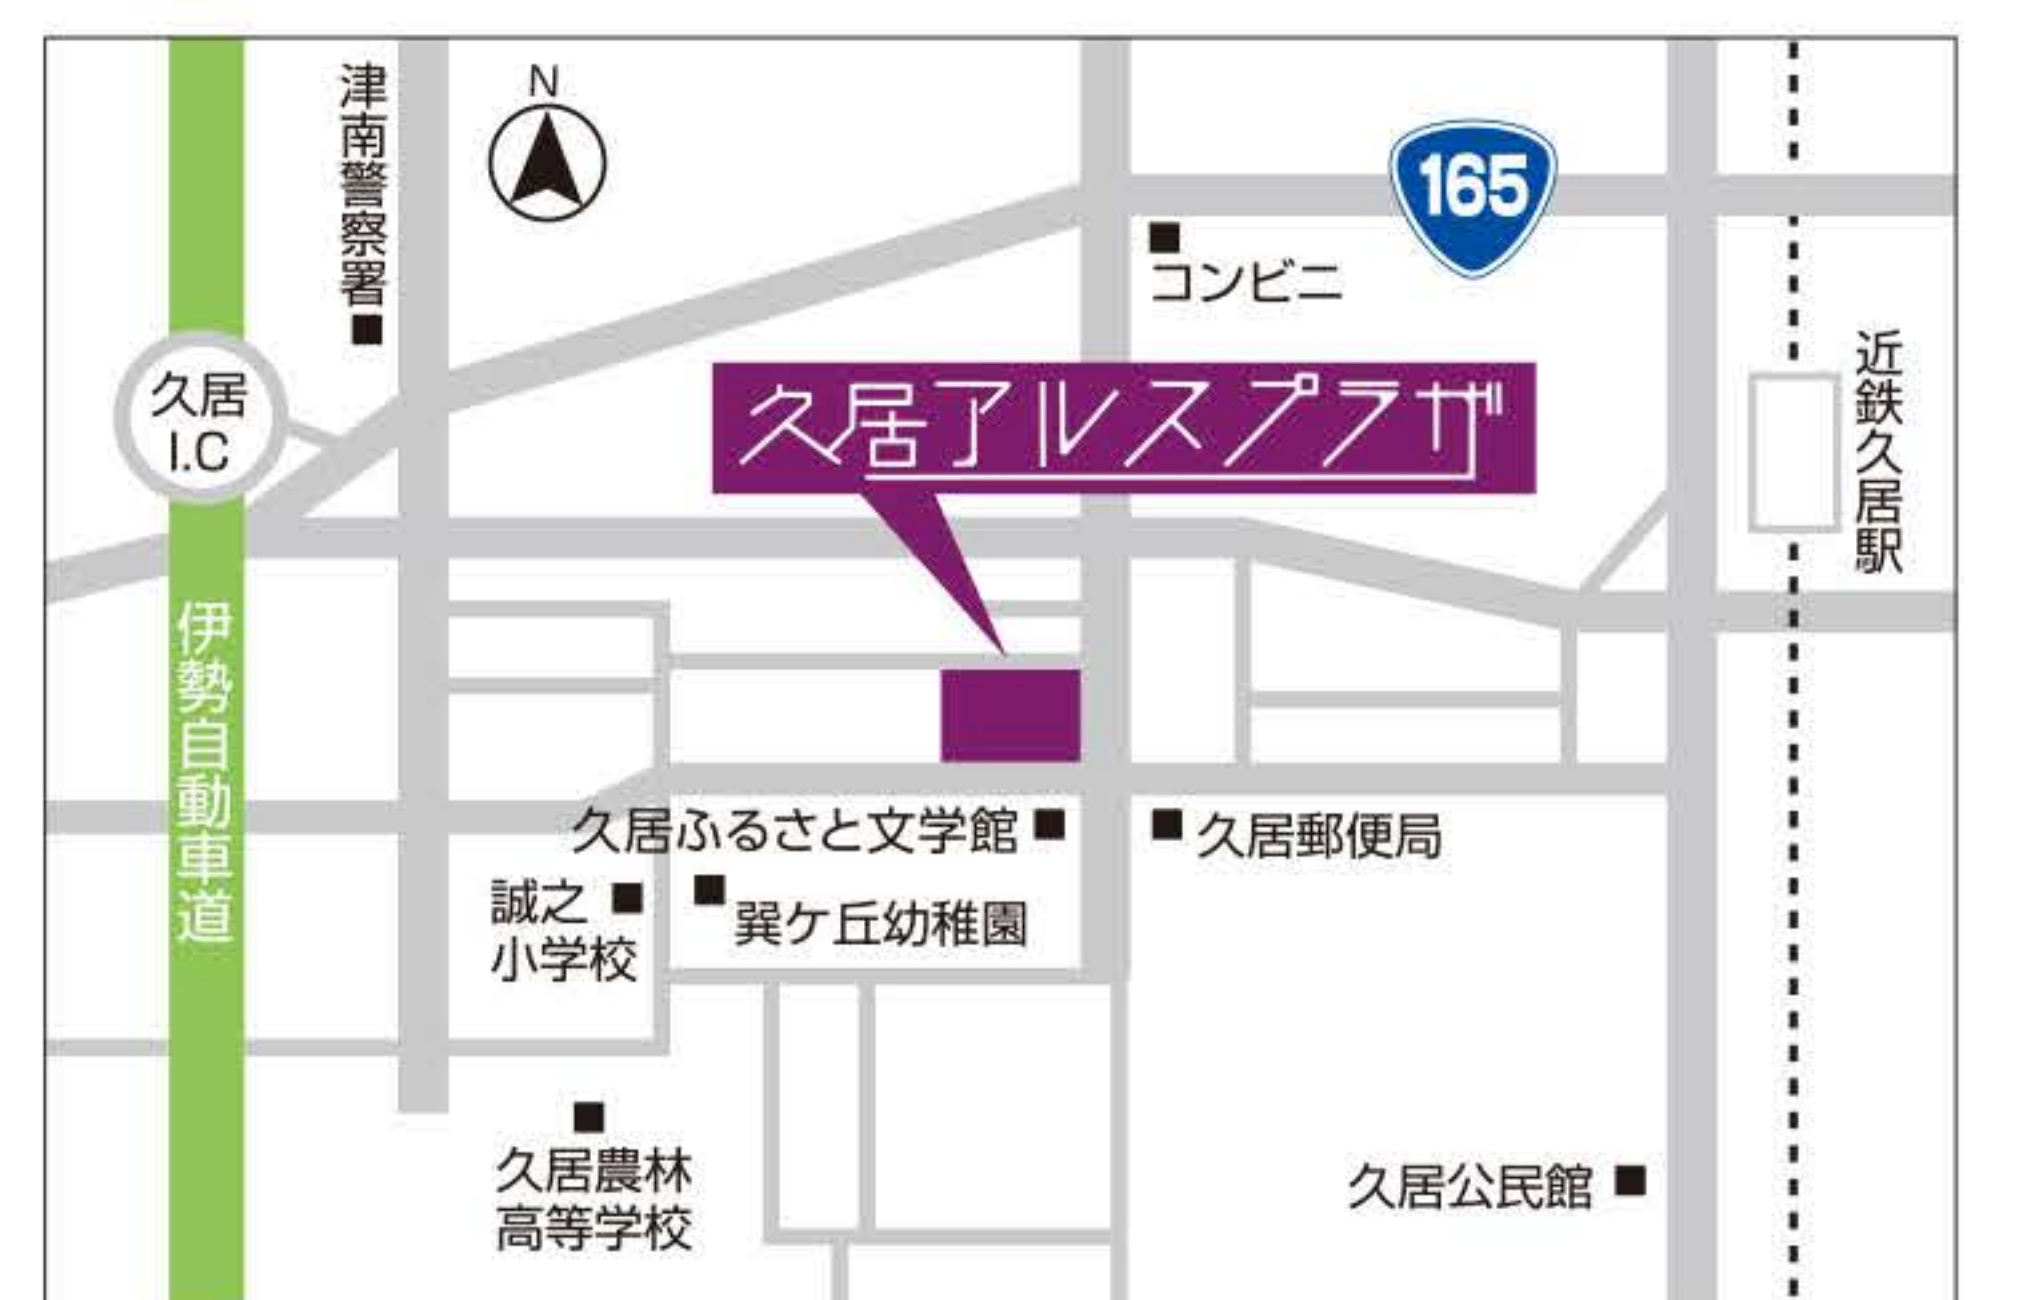 津南警察署
N
165
コンビニ
久居
I.C
久居アルスプラザ
近鉄久居駅
伊勢自動車道
久居ふるさと文学館
久居郵便局
誠之
小学校
巽ケ丘幼稚園
久居農林
高等学校
久居公民館